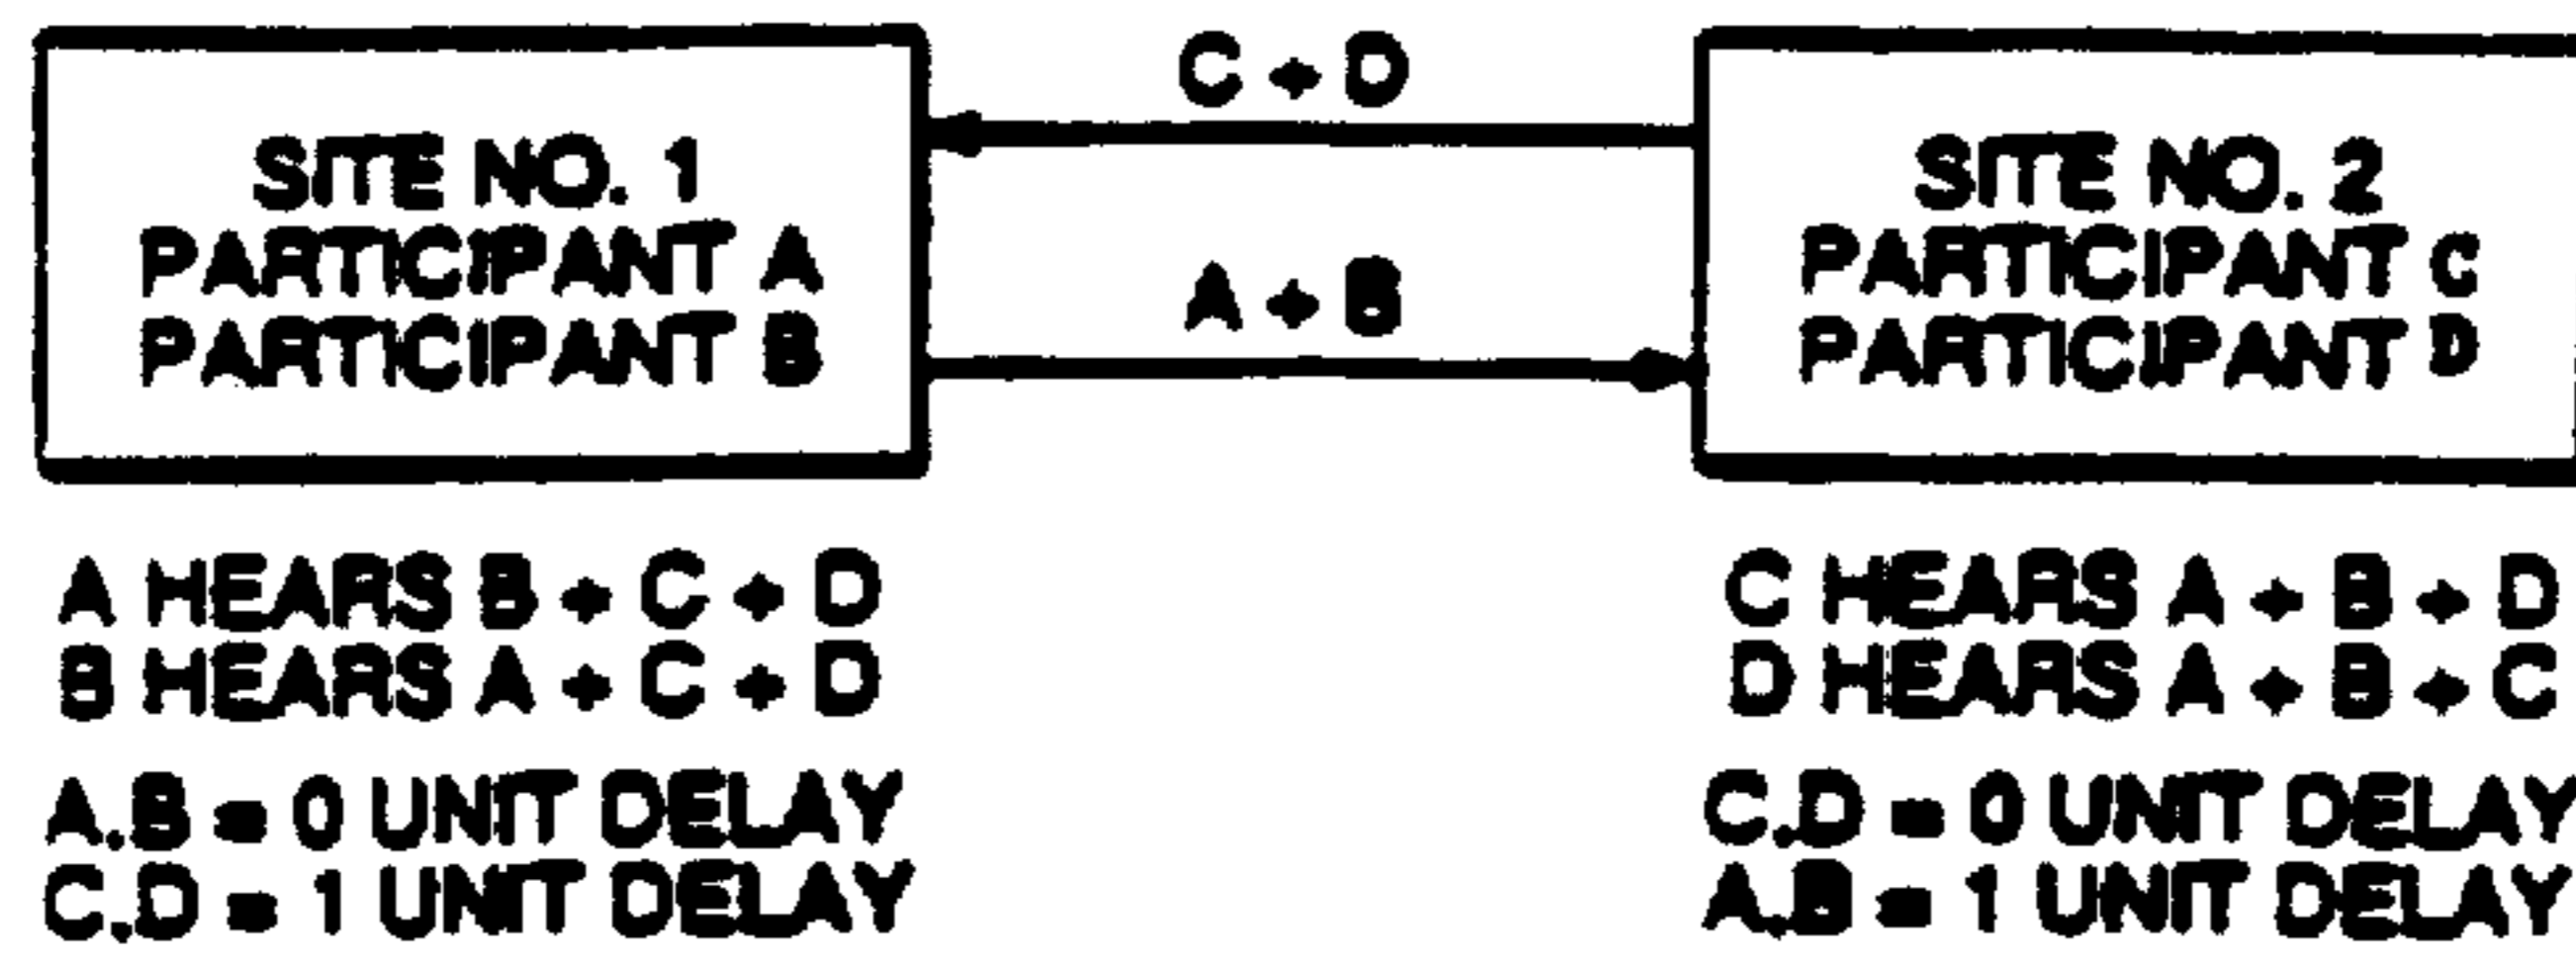 SITE NO. 1
PARTICIPANT A
PARTICIPANT B
C + D
A + B
SITE NO. 2
PARTICIPANT C
PARTICIPANT D
A HEARS B + C + D
B HEARS A + C + D
A.B = 0 UNIT DELAY
C.D = 1 UNIT DELAY
C HEARS A + B + D
D HEARS A + B + C
C.D = 0 UNIT DELAY
A.B = 1 UNIT DELAY